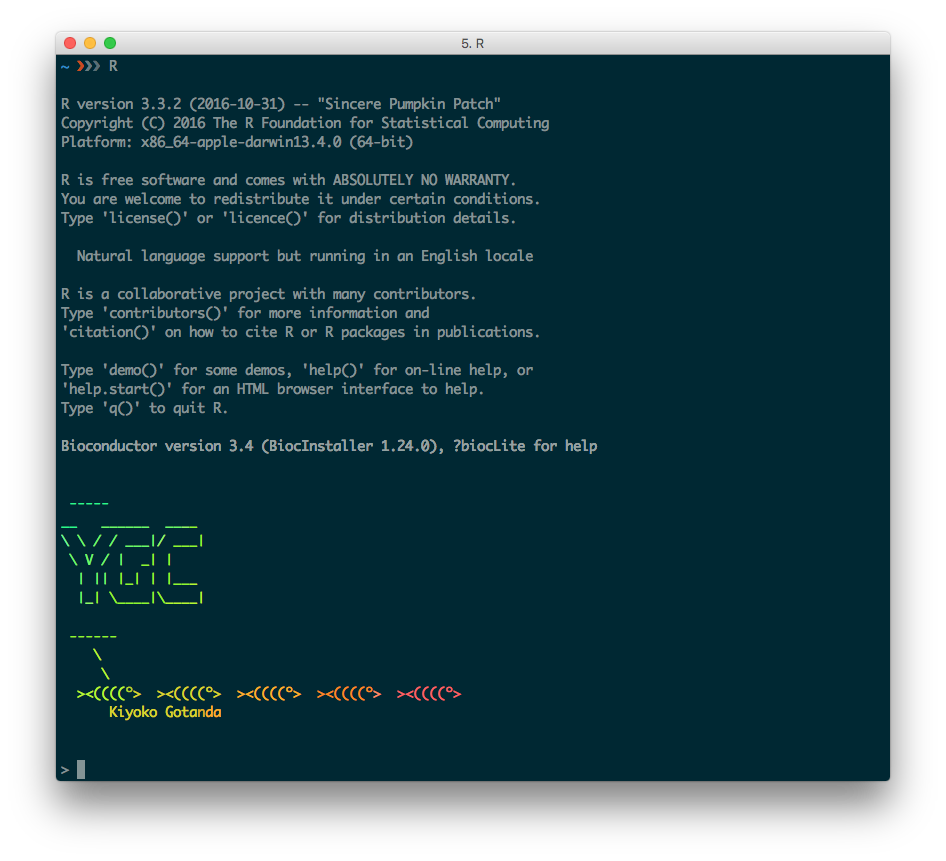 5. R
~ ❯❯❯ R
R version 3.3.2 (2016-10-31) -- "Sincere Pumpkin Patch"
Copyright (C) 2016 The R Foundation for Statistical Computing
Platform: x86_64-apple-darwin13.4.0 (64-bit)
R is free software and comes with ABSOLUTELY NO WARRANTY.
You are welcome to redistribute it under certain conditions.
Type 'license()' or 'licence()' for distribution details.
  Natural language support but running in an English locale
R is a collaborative project with many contributors.
Type 'contributors()' for more information and
'citation()' on how to cite R or R packages in publications.
Type 'demo()' for some demos, 'help()' for on-line help, or
'help.start()' for an HTML browser interface to help.
Type 'q()' to quit R.
Bioconductor version 3.4 (BiocInstaller 1.24.0), ?biocLite for help
 -----
__   ______  ____
\ \ / / ___|/ ___|
 \ V / |  _| |
  | || |_| | |___
  |_| \____|\____|
 ------
    \
     \
  ><((((º>  ><((((º>  ><((((º>  ><((((º>  ><((((º>
      Kiyoko Gotanda
>